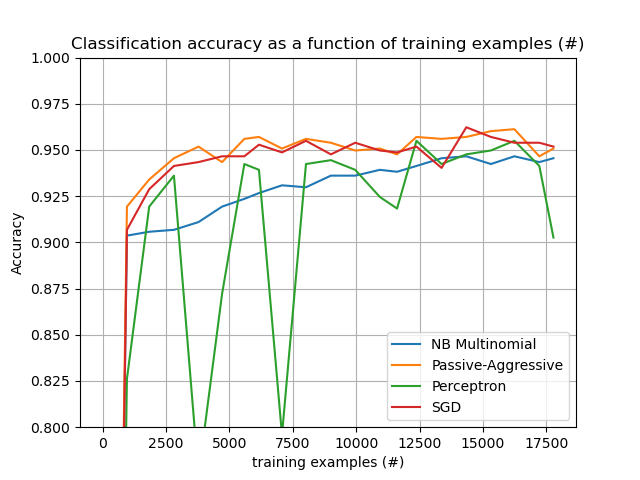 Classification accuracy as a function of training examples (#)
1.000
0.975
0.950
0.925
0.900
0.875
0.850
0.825
0.800
Accuracy
NB Multinomial
Passive-Aggressive
Perceptron
SGD
0 2500 5000 7500 10000 12500 15000 17500
training examples (#)